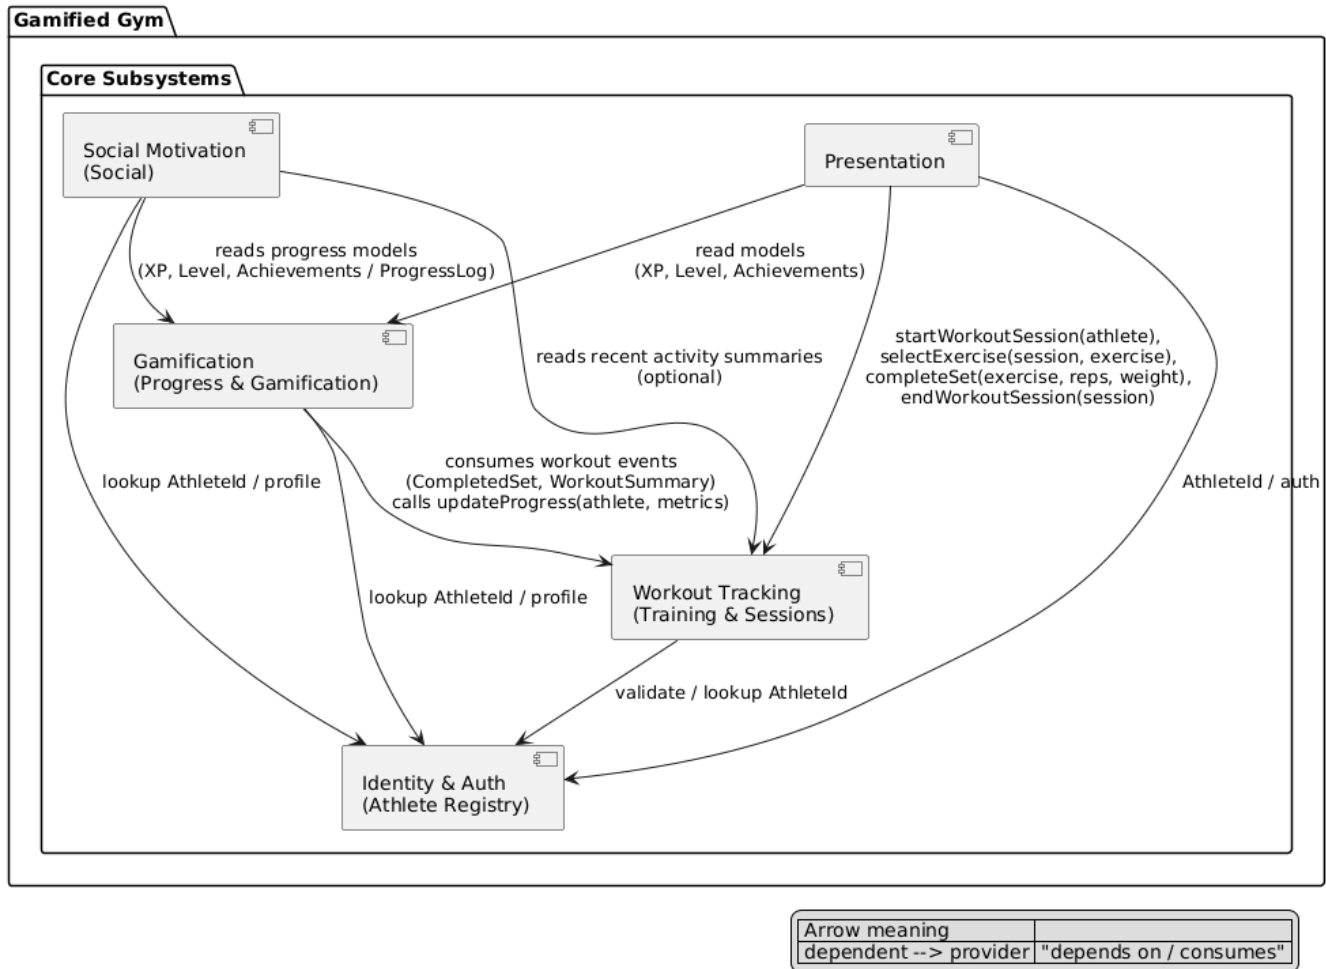 Gamified Gym
Core Subsystems
Social Motivation
(Social)
Presentation
reads progress models
(XP, Level, Achievements / ProgressLog)
read models
(XP, Level, Achievements)
Gamification
(Progress & Gamification)
reads recent activity summaries
(optional)
startWorkoutSession(athlete),
selectExercise(session, exercise),
completeSet(exercise, reps, weight),
endWorkoutSession(session)
lookup AthleteId / profile
consumes workout events
(CompletedSet, WorkoutSummary)
calls updateProgress(athlete, metrics)
AthleteId / auth
lookup AthleteId / profile
Workout Tracking
(Training & Sessions)
validate / lookup AthleteId
Identity & Auth
(Athlete Registry)
Arrow meaning
dependent --> provider "depends on / consumes"